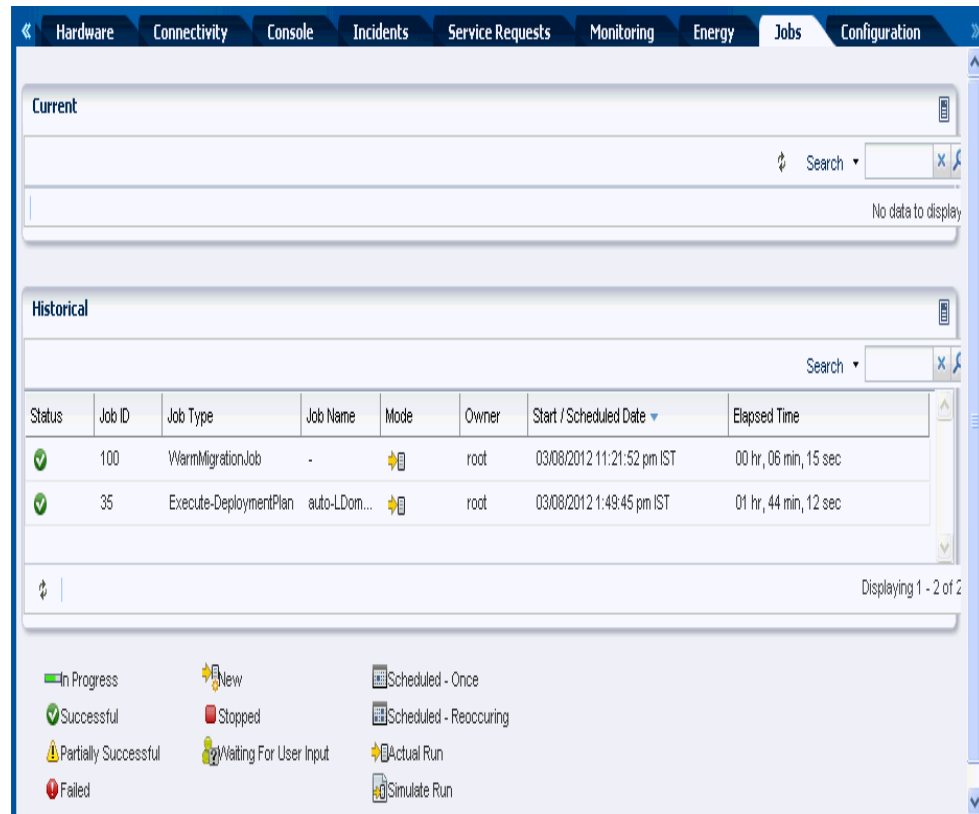 « Hardware Connectivity Console Incidents Service Requests Monitoring Energy Jobs Configuration »
Current
Search
No data to display
Historical
Search
Status Job ID Job Type Job Name Mode Owner Start / Scheduled Date Elapsed Time
100 WarmMigrationJob - root 03/08/2012 11:21:52 pm IST 00 hr, 06 min, 15 sec
35 Execute-DeploymentPlan auto-LDom... root 03/08/2012 1:49:45 pm IST 01 hr, 44 min, 12 sec
Displaying 1 - 2 of 2
In Progress New Scheduled - Once
Successful Stopped Scheduled - Reoccuring
Partially Successful Waiting For User Input Actual Run
Failed Simulate Run